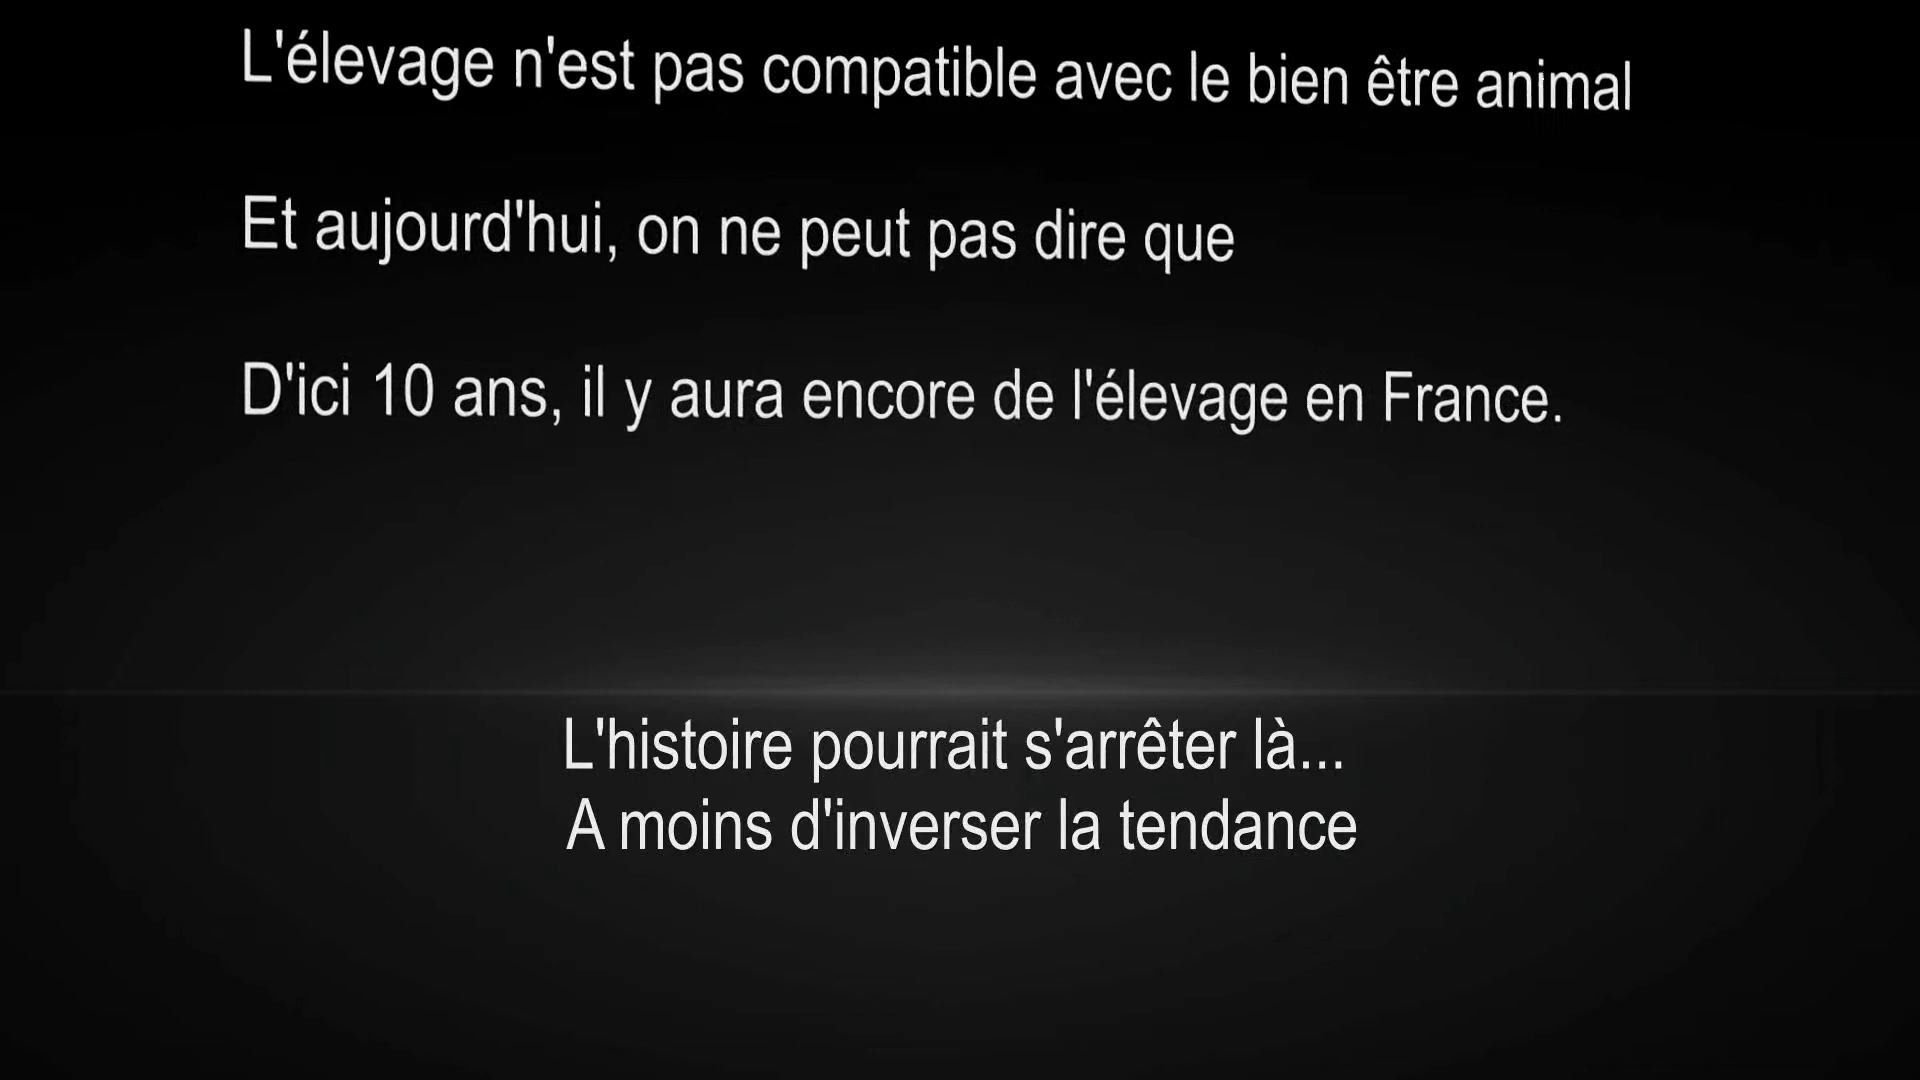 L'élevage n'est pas compatible avec le bien être animal
Et aujourd'hui, on ne peut pas dire que
D'ici 10 ans, il y aura encore de l'élevage en France.
L'histoire pourrait s'arrêter là...
A moins d'inverser la tendance